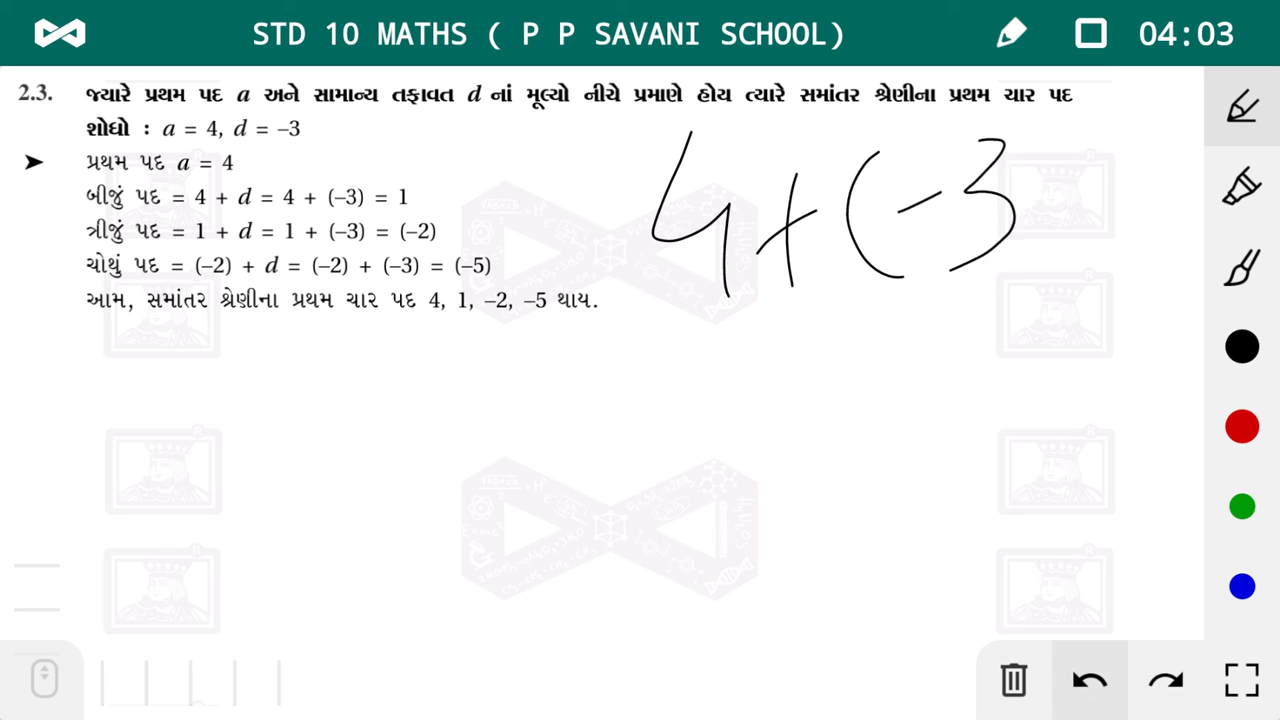 STD 10 MATHS ( P P SAVANI SCHOOL)
04:03
2.3. જ્યારે પ્રથમ પદ a અને સામાન્ય તફાવત d નાં મૂલ્યો નીચે પ્રમાણે હોય ત્યારે સમાંતર શ્રેણીના પ્રથમ ચાર પદ
શોધો : a = 4, d = –3
➤ પ્રથમ પદ a = 4
બીજું પદ = 4 + d = 4 + (–3) = 1
ત્રીજું પદ = 1 + d = 1 + (–3) = (–2)
ચોથું પદ = (–2) + d = (–2) + (–3) = (–5)
આમ, સમાંતર શ્રેણીના પ્રથમ ચાર પદ 4, 1, –2, –5 થાય.
4 + (-3